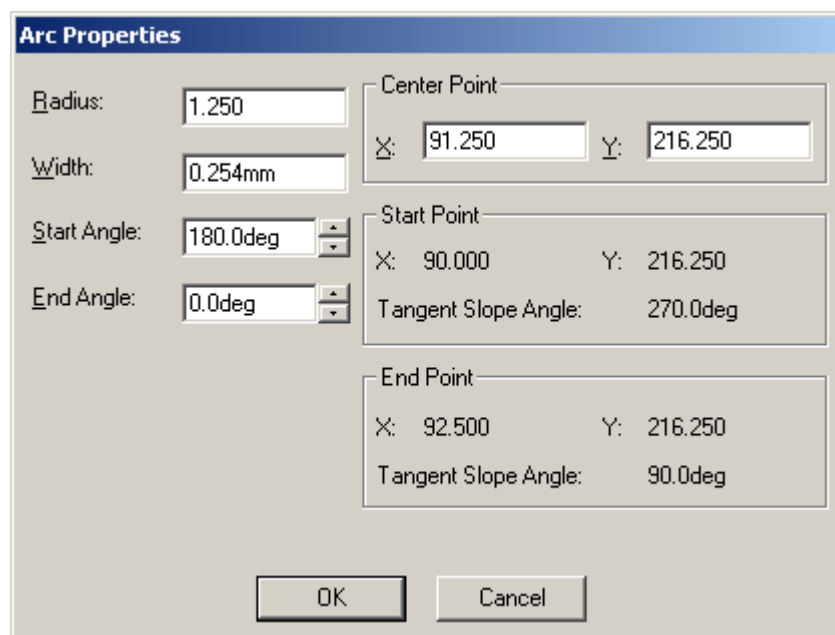 Arc Properties
Radius: 1.250
Width: 0.254mm
Start Angle: 180.0deg
End Angle: 0.0deg
Center Point
X: 91.250 Y: 216.250
Start Point
X: 90.000 Y: 216.250
Tangent Slope Angle: 270.0deg
End Point
X: 92.500 Y: 216.250
Tangent Slope Angle: 90.0deg
OK Cancel